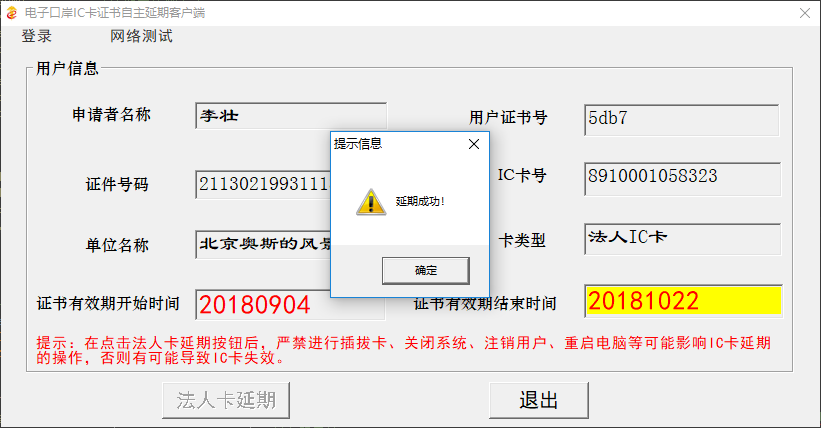 电子口岸IC卡证书自主延期客户端
登录 网络测试
用户信息
申请者名称 李壮 用户证书号 5db7
证件号码 2113021993111 IC卡号 8910001058323
单位名称 北京奥斯的风景 卡类型 法人IC卡
证书有效期开始时间 20180904 证书有效期结束时间 20181022
提示信息
延期成功!
确定
提示：在点击法人卡延期按钮后，严禁进行插拔卡、关闭系统、注销用户、重启电脑等可能影响IC卡延期
的操作，否则有可能导致IC卡失效。
法人卡延期 退出